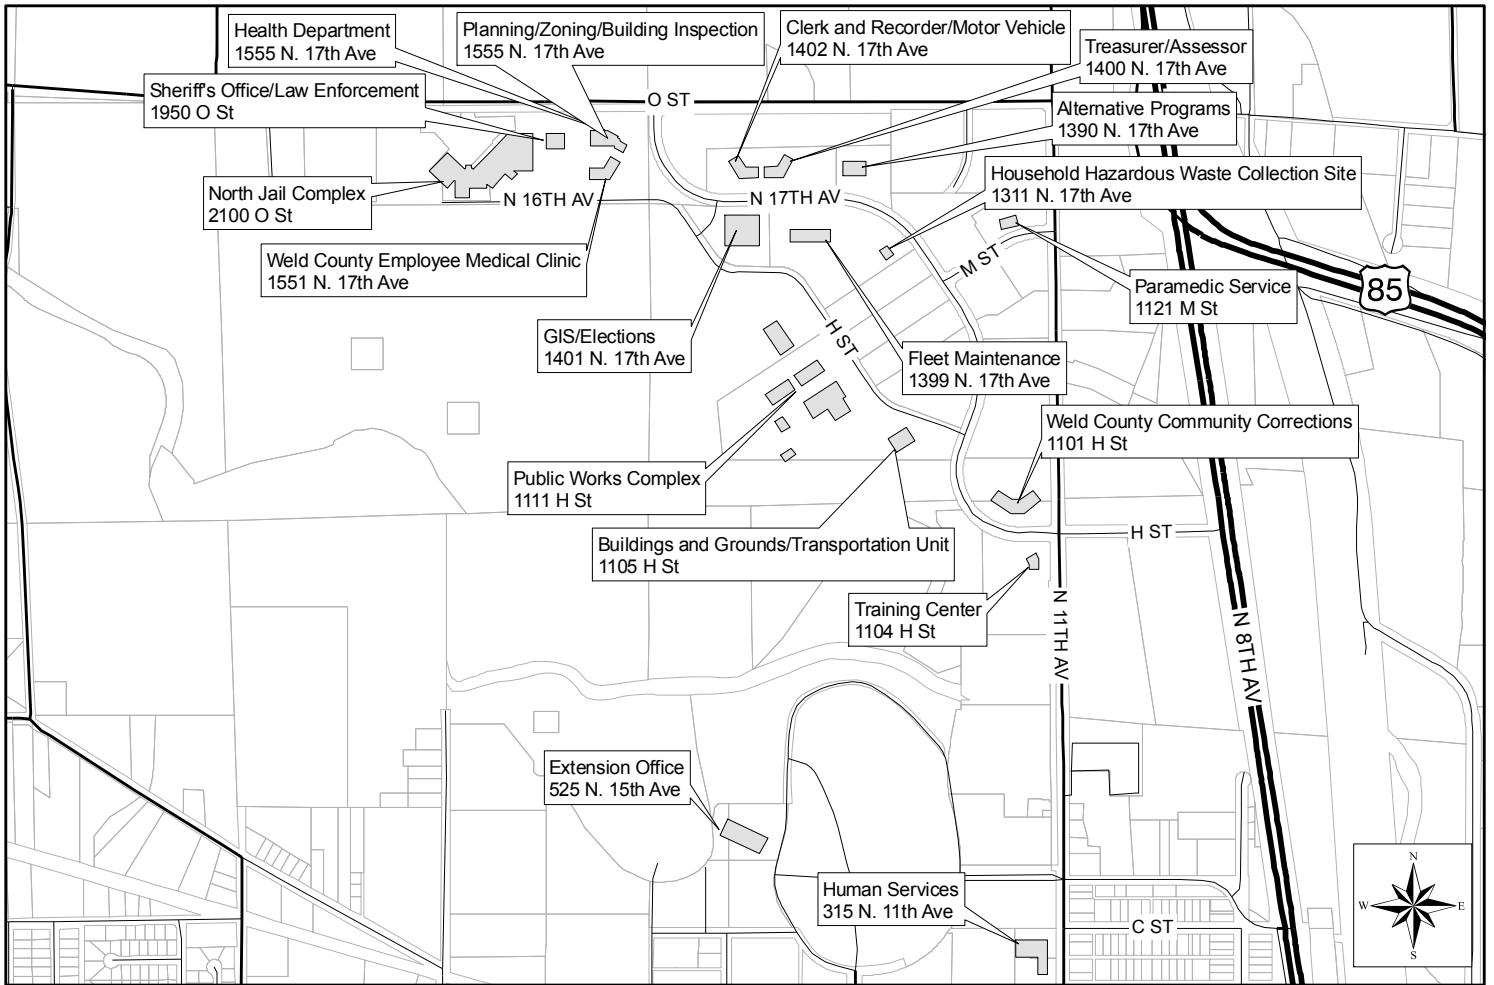 Health Department
1555 N. 17th Ave
Planning/Zoning/Building Inspection
1555 N. 17th Ave
Clerk and Recorder/Motor Vehicle
1402 N. 17th Ave
Treasurer/Assessor
1400 N. 17th Ave
Sheriff's Office/Law Enforcement
1950 O St
O ST
Alternative Programs
1390 N. 17th Ave
North Jail Complex
2100 O St
N 16TH AV
N 17TH AV
Household Hazardous Waste Collection Site
1311 N. 17th Ave
Weld County Employee Medical Clinic
1551 N. 17th Ave
M ST
Paramedic Service
1121 M St
85
GIS/Elections
1401 N. 17th Ave
H ST
Fleet Maintenance
1399 N. 17th Ave
Weld County Community Corrections
1101 H St
Public Works Complex
1111 H St
Buildings and Grounds/Transportation Unit
1105 H St
H ST
Training Center
1104 H St
N 11TH AV
N 8TH AV
Extension Office
525 N. 15th Ave
Human Services
315 N. 11th Ave
C ST
N
W
E
S